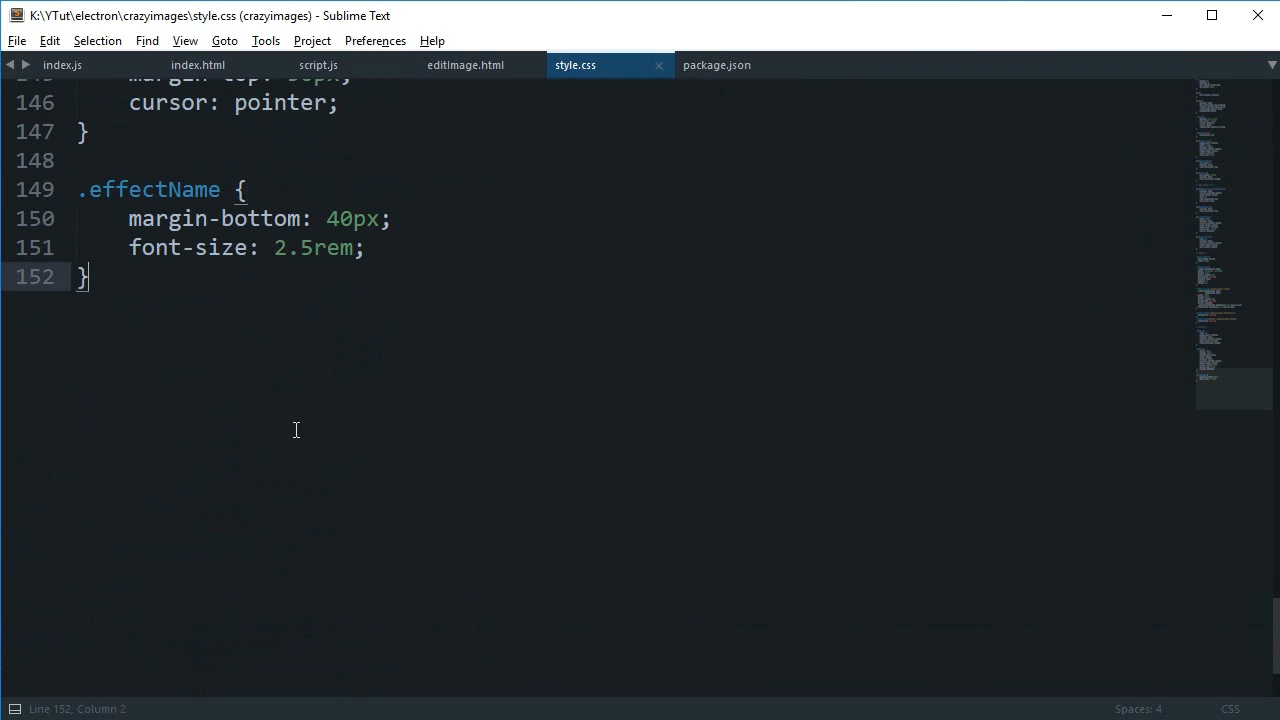 K:\YTut\electron\crazyimages\style.css (crazyimages) - Sublime Text
File Edit Selection Find View Goto Tools Project Preferences Help
index.js index.html script.js editImage.html style.css package.json
146 cursor: pointer;
147 }
148
149 .effectName {
150 margin-bottom: 40px;
151 font-size: 2.5rem;
152 }
Line 152, Column 2 Spaces: 4 CSS